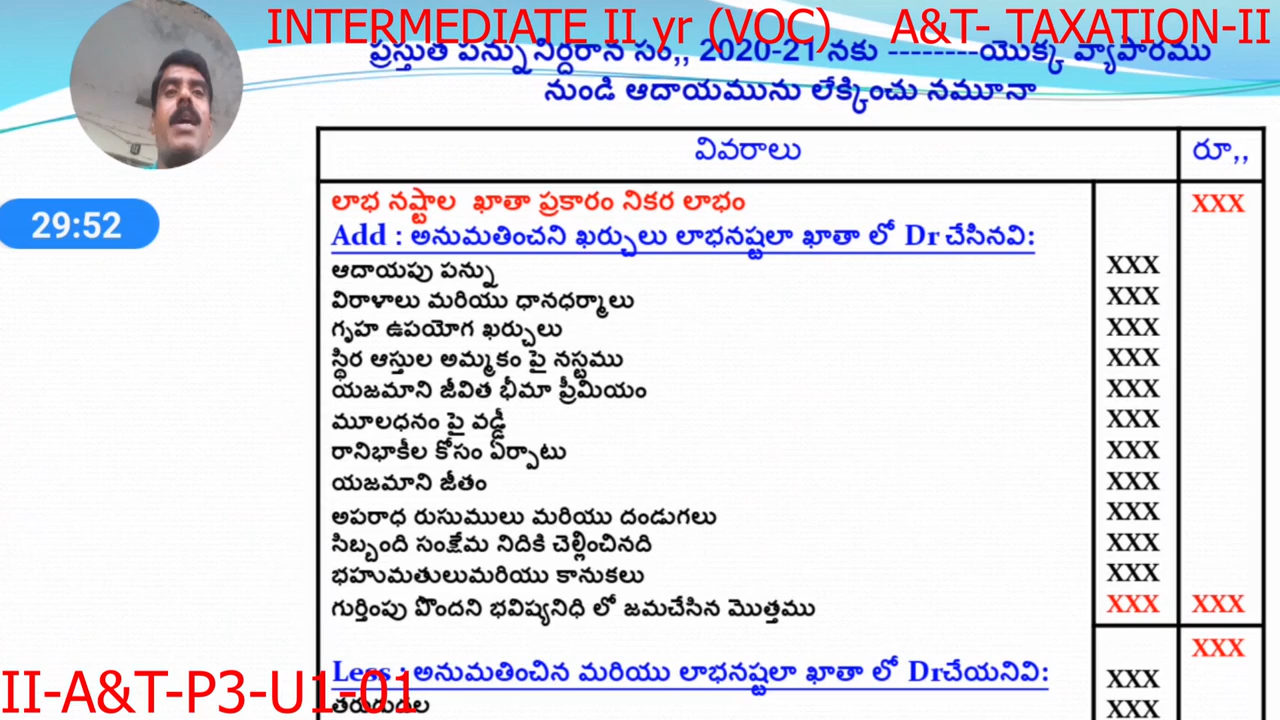 INTERMEDIATE II yr (VOC) A&T- TAXATION-II
ప్రస్తుత పన్ను నిర్దరాన సం,, 2020-21 నకు --------యొక్క వ్యాపారము
నుండి ఆదాయమును లేక్కించు నమూనా
వివరాలు రూ,,
29:52
లాభ నష్టాల ఖాతా ప్రకారం నికర లాభం XXX
Add : అనుమతించని ఖర్చులు లాభనష్టలా ఖాతా లో Dr చేసినవి:
ఆదాయపు పన్ను XXX
విరాళాలు మరియు ధానధర్మాలు XXX
గృహ ఉపయోగ ఖర్చులు XXX
స్థిర ఆస్తుల అమ్మకం పై నస్టము XXX
యజమాని జీవిత భీమా ప్రీమియం XXX
మూలధనం పై వడ్డీ XXX
రానిభాకీల కోసం ఏర్పాటు XXX
యజమాని జీతం XXX
అపరాధ రుసుములు మరియు దండుగలు XXX
సిబ్బంది సంక్షేమ నిదికి చెల్లించినది XXX
భహుమతులుమరియు కానుకలు XXX
గుర్తింపు పొందని భవిష్యనిధి లో జమచేసిన మొత్తము XXX XXX
XXX
Less : అనుమతించిన మరియు లాభనష్టలా ఖాతా లో Drచేయనివి: XXX
తరుగుదల XXX
II-A&T-P3-U1-01